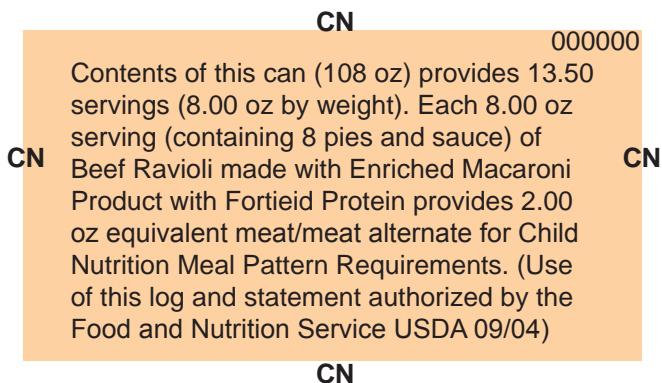 CN
000000
Contents of this can (108 oz) provides 13.50
servings (8.00 oz by weight). Each 8.00 oz
serving (containing 8 pies and sauce) of
CN
CN
Beef Ravioli made with Enriched Macaroni
Product with Fortieid Protein provides 2.00
oz equivalent meat/meat alternate for Child
Nutrition Meal Pattern Requirements. (Use
of this log and statement authorized by the
Food and Nutrition Service USDA 09/04)
CN